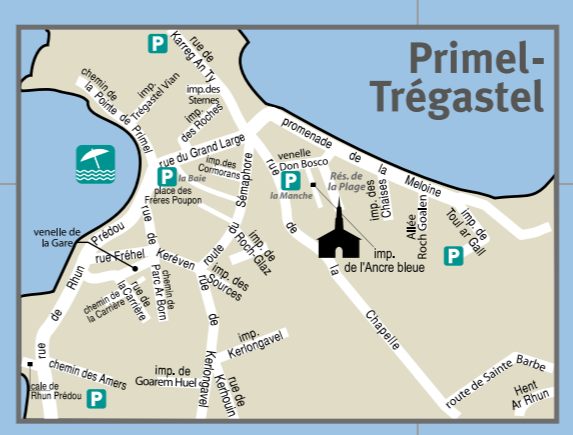 Primel-
Trégastel
P
rue de
Karreg An Ty
chemin de
la Pointe de Primel
imp.
Trégastel Vian
imp.des
Sternes
imp.
des Roches
rue du Grand Large
promenade de la Meloine
imp.des
Cormorans
P
la Baie
place des
Frères Poupon
Sémaphore
venelle
Don Bosco
P
la Manche
Rés. de
la Plage
imp. des
Chaises
Allée
Roch Goalen
imp. de
Toul ar Gall
P
venelle de
la Gare
rue de Rhun Prédou
rue Fréhel
rue de Keréven
route du
imp. de
Roch-Glaz
imp. des
Sources
chemin de
Parc Ar Born
rue de
la Carrière
chemin de
la Carrière
imp.
de l'Ancre bleue
rue de la Chapelle
rue de Kerlongavel
imp.
Kerlongavel
chemin des Amers
imp. de
Goarem Huel
rue de
Kerhouin
cale de
Rhun Prédou
P
route de Sainte Barbe
Hent
Ar Rhun